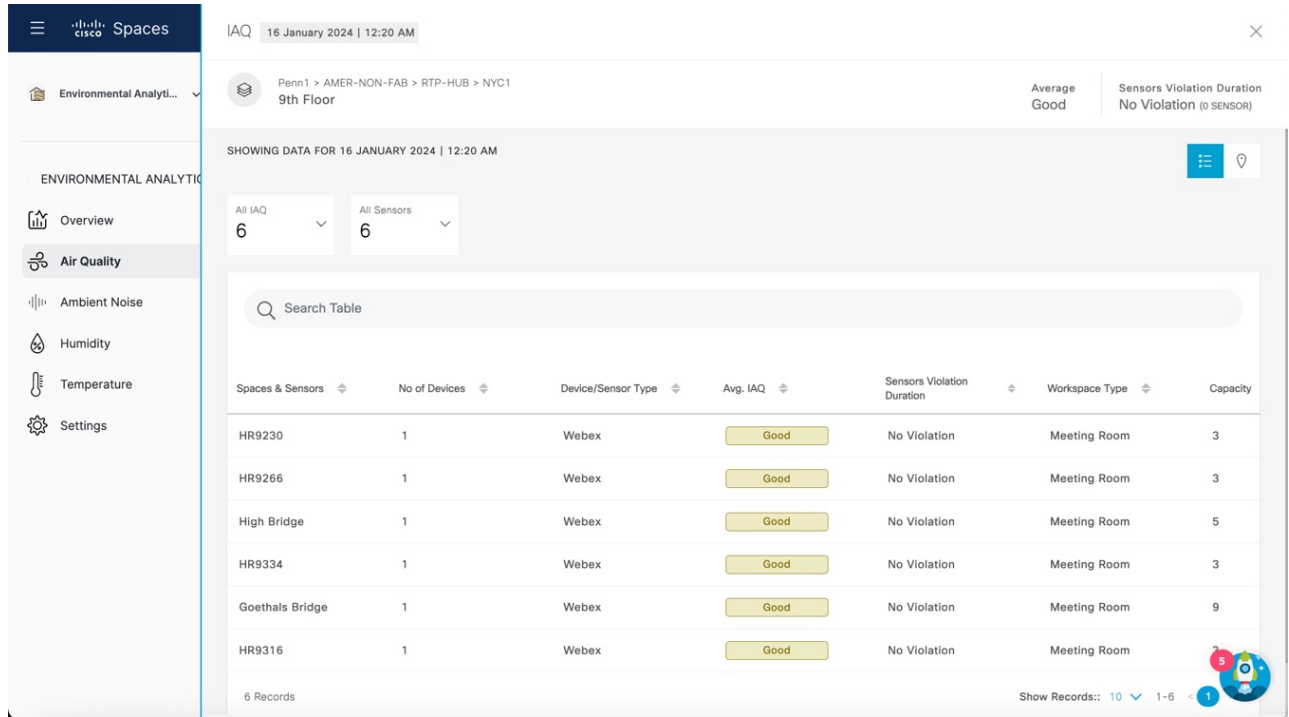 cisco Spaces
IAQ 16 January 2024 | 12:20 AM
Environmental Analyti...
Penn1 > AMER-NON-FAB > RTP-HUB > NYC1
9th Floor
Average
Good
Sensors Violation Duration
No Violation (0 SENSOR)
ENVIRONMENTAL ANALYTIC
Overview
Air Quality
Ambient Noise
Humidity
Temperature
Settings
SHOWING DATA FOR 16 JANUARY 2024 | 12:20 AM
All IAQ
6
All Sensors
6
Search Table
Spaces & Sensors No of Devices Device/Sensor Type Avg. IAQ Sensors Violation Duration Workspace Type Capacity
HR9230 1 Webex Good No Violation Meeting Room 3
HR9266 1 Webex Good No Violation Meeting Room 3
High Bridge 1 Webex Good No Violation Meeting Room 5
HR9334 1 Webex Good No Violation Meeting Room 3
Goethals Bridge 1 Webex Good No Violation Meeting Room 9
HR9316 1 Webex Good No Violation Meeting Room
5
6 Records Show Records:: 10 1-6 < 1